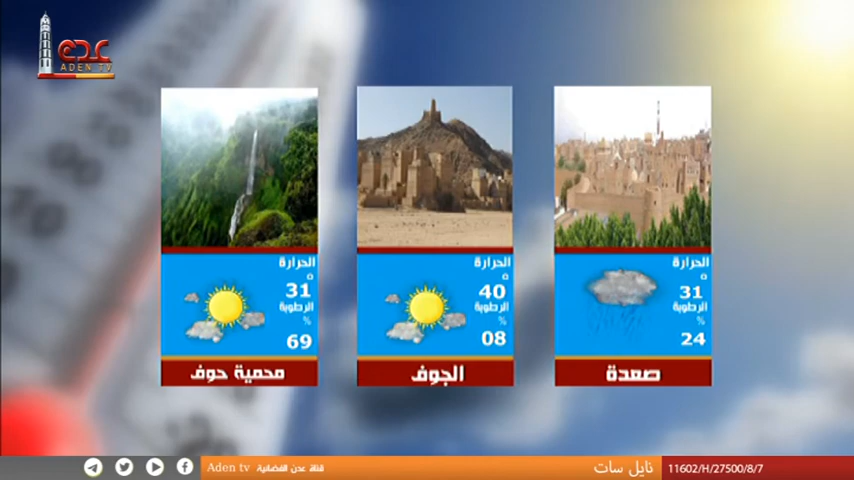 عدن
ADEN TV
الحرارة
°
31
الرطوبة
%
69
محمية حوف
الحرارة
°
40
الرطوبة
%
08
الجوف
الحرارة
°
31
الرطوبة
%
24
صعدة
Aden tv قناة عدن الفضائية
نايل سات
11602/H/27500/8/7